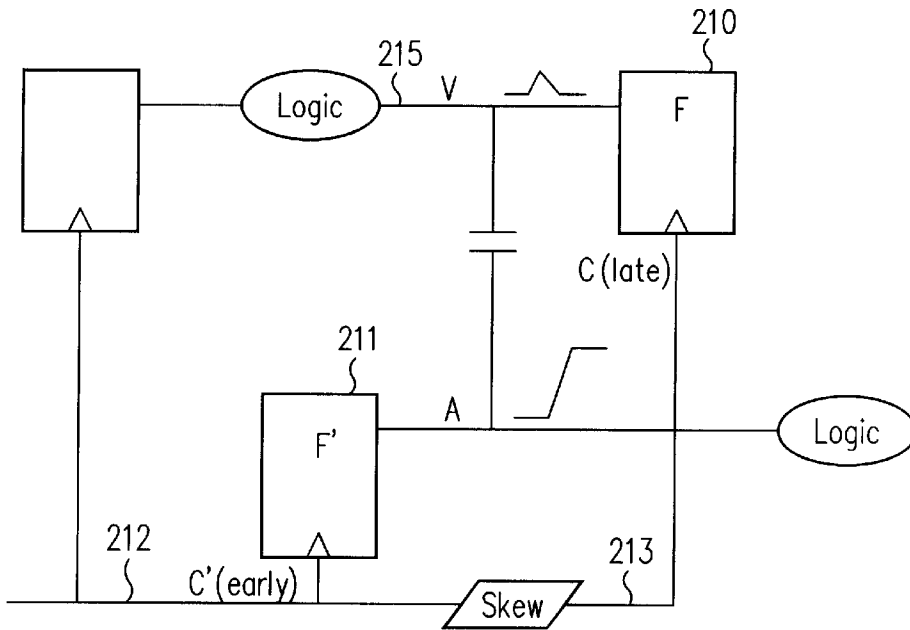 210
215
V
F
Logic
C (late)
211
A
F'
Logic
212
213
C' (early)
Skew